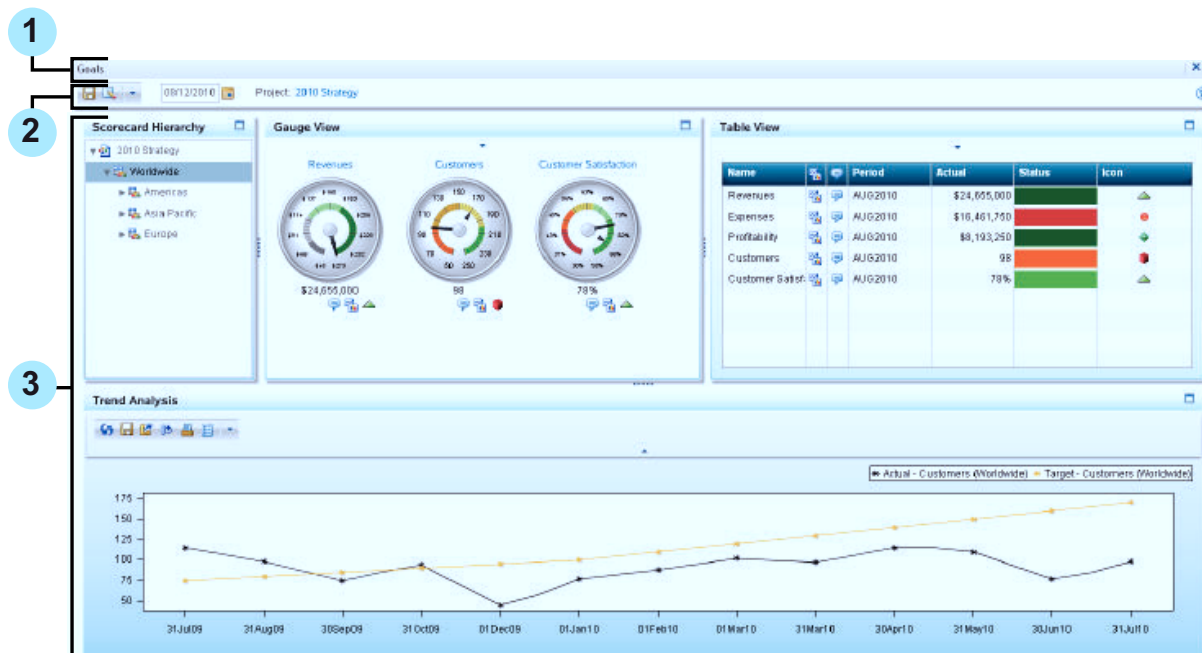 1
Goals
2
08/12/2010 Project: 2010 Strategy
3
Scorecard Hierarchy
2010 Strategy
Worldwide
Americas
Asia Pacific
Europe
Gauge View
Revenues Customers Customer Satisfaction
$24,655,000 98 78%
Table View
Name Period Actual Status Icon
Revenues AUG2010 $24,655,000
Expenses AUG2010 $16,461,750
Profitability AUG2010 $8,193,250
Customers AUG2010 98
Customer Satisf. AUG2010 78%
Trend Analysis
Actual - Customers (Worldwide) Target - Customers (Worldwide)
175
150
125
100
75
50
31Jul09 31Aug09 30Sep09 31Oct09 01Dec09 01Jan10 01Feb10 01Mar10 31Mar10 30Apr10 31May10 30Jun10 31Jul10